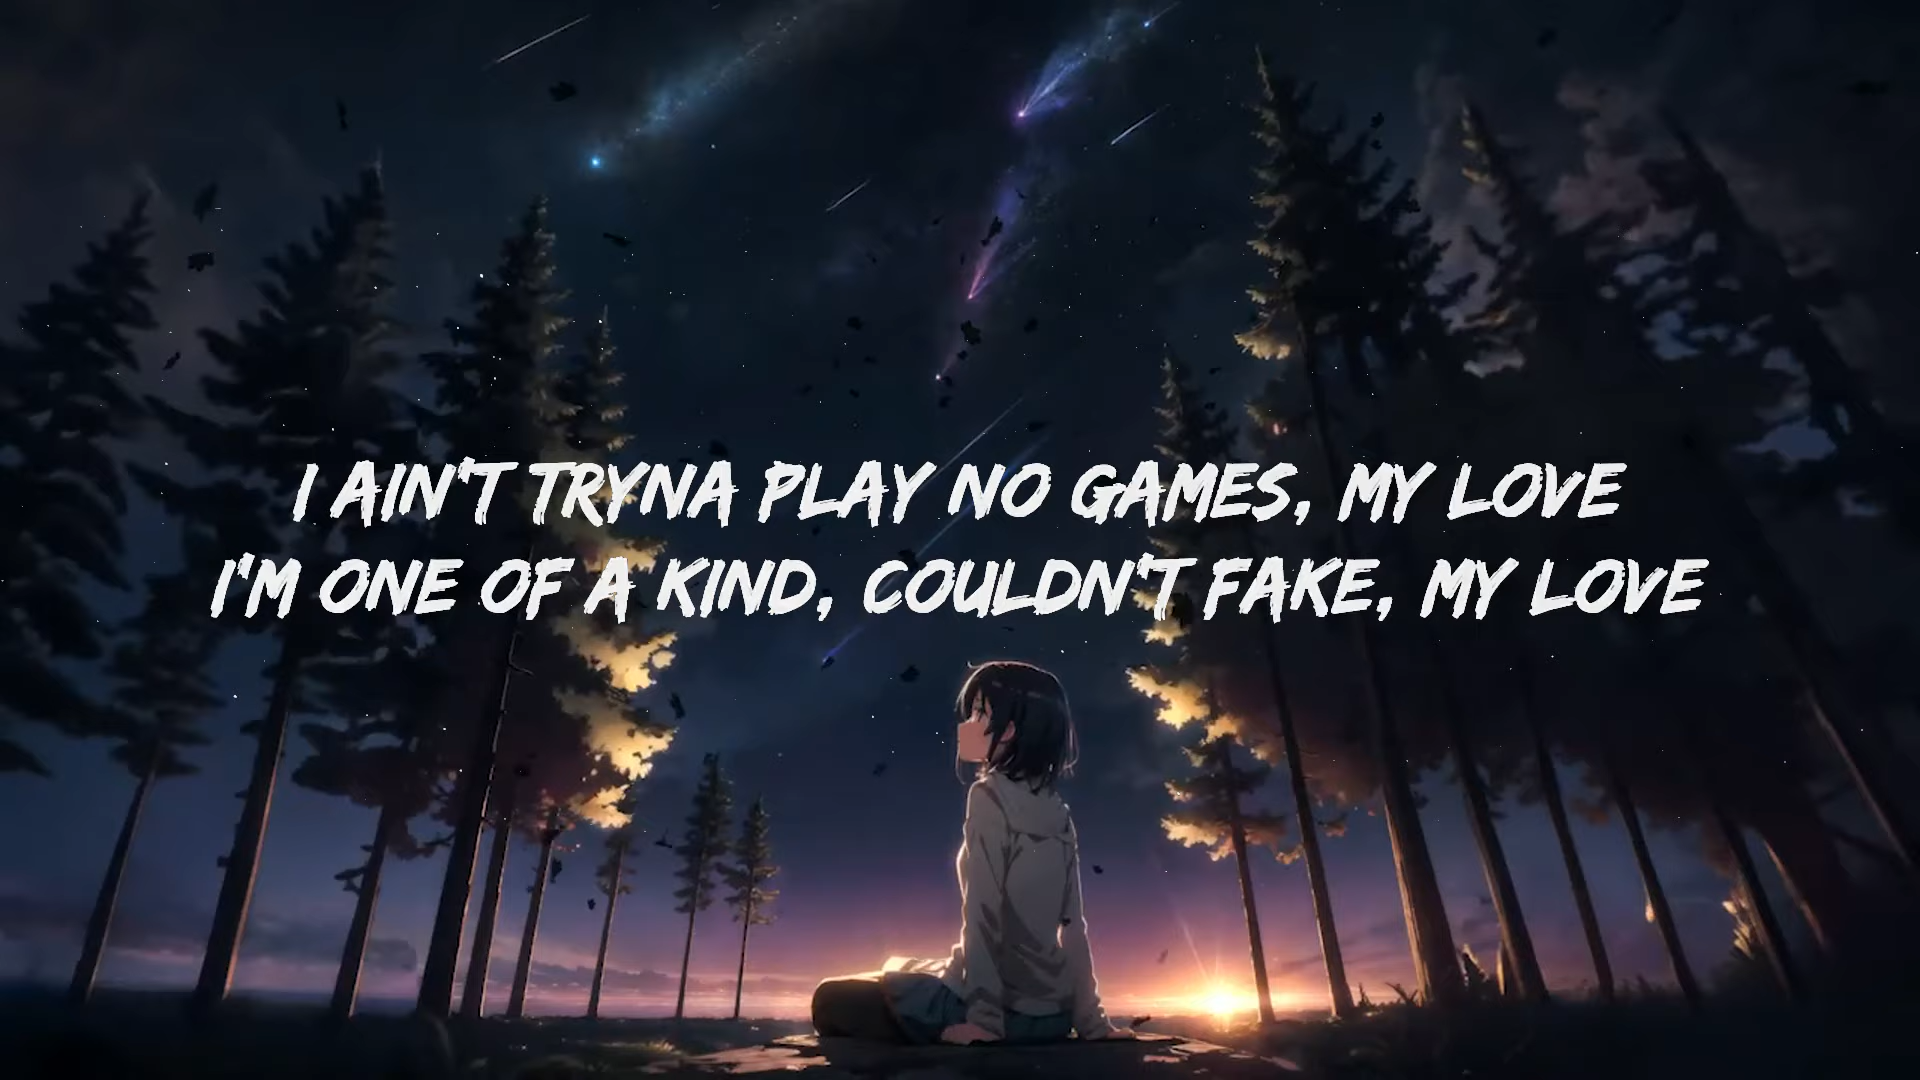 I AIN'T TRYNA PLAY NO GAMES, MY LOVE
I'M ONE OF A KIND, COULDN'T FAKE, MY LOVE